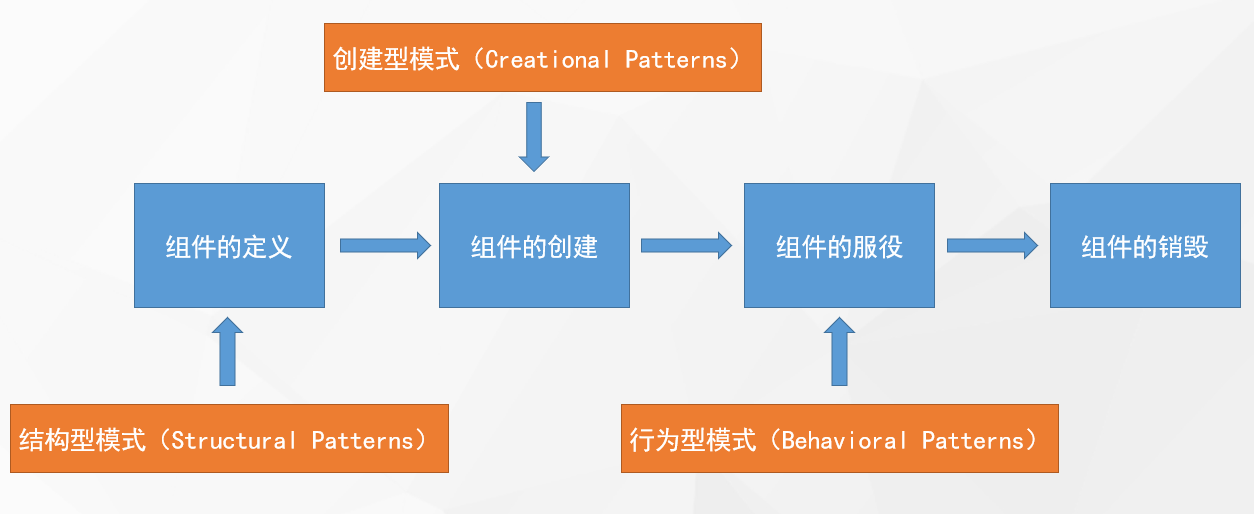 创建型模式（Creational Patterns）
组件的定义
组件的创建
组件的服役
组件的销毁
结构型模式（Structural Patterns）
行为型模式（Behavioral Patterns）